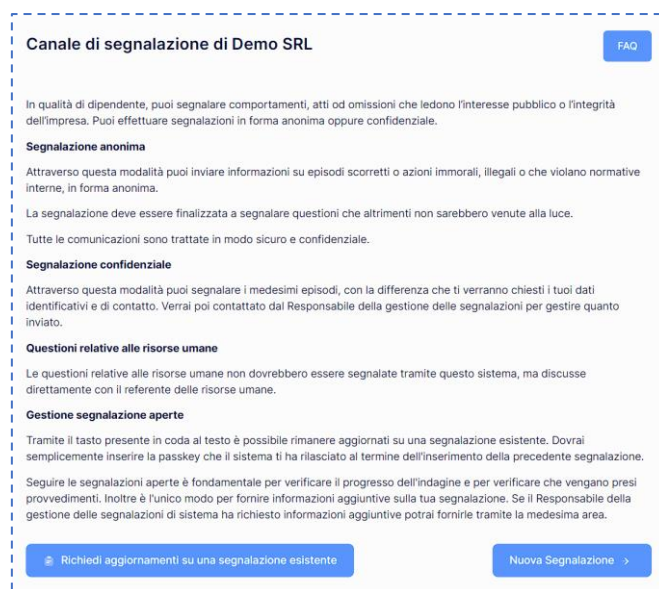 Canale di segnalazione di Demo SRL
FAQ
In qualità di dipendente, puoi segnalare comportamenti, atti od omissioni che ledono l'interesse pubblico o l'integrità
dell'impresa. Puoi effettuare segnalazioni in forma anonima oppure confidenziale.
Segnalazione anonima
Attraverso questa modalità puoi inviare informazioni su episodi scorretti o azioni immorali, illegali o che violano normative
interne, in forma anonima.
La segnalazione deve essere finalizzata a segnalare questioni che altrimenti non sarebbero venute alla luce.
Tutte le comunicazioni sono trattate in modo sicuro e confidenziale.
Segnalazione confidenziale
Attraverso questa modalità puoi segnalare i medesimi episodi, con la differenza che ti verranno chiesti i tuoi dati
identificativi e di contatto. Verrai poi contattato dal Responsabile della gestione delle segnalazioni per gestire quanto
inviato.
Questioni relative alle risorse umane
Le questioni relative alle risorse umane non dovrebbero essere segnalate tramite questo sistema, ma discusse
direttamente con il referente delle risorse umane.
Gestione segnalazione aperte
Tramite il tasto presente in coda al testo è possibile rimanere aggiornati su una segnalazione esistente. Dovrai
semplicemente inserire la passkey che il sistema ti ha rilasciato al termine dell'inserimento della precedente segnalazione.
Seguire le segnalazioni aperte è fondamentale per verificare il progresso dell'indagine e per verificare che vengano presi
provvedimenti. Inoltre è l'unico modo per fornire informazioni aggiuntive sulla tua segnalazione. Se il Responsabile della
gestione delle segnalazioni di sistema ha richiesto informazioni aggiuntive potrai fornirle tramite la medesima area.
Richiedi aggiornamenti su una segnalazione esistente
Nuova Segnalazione